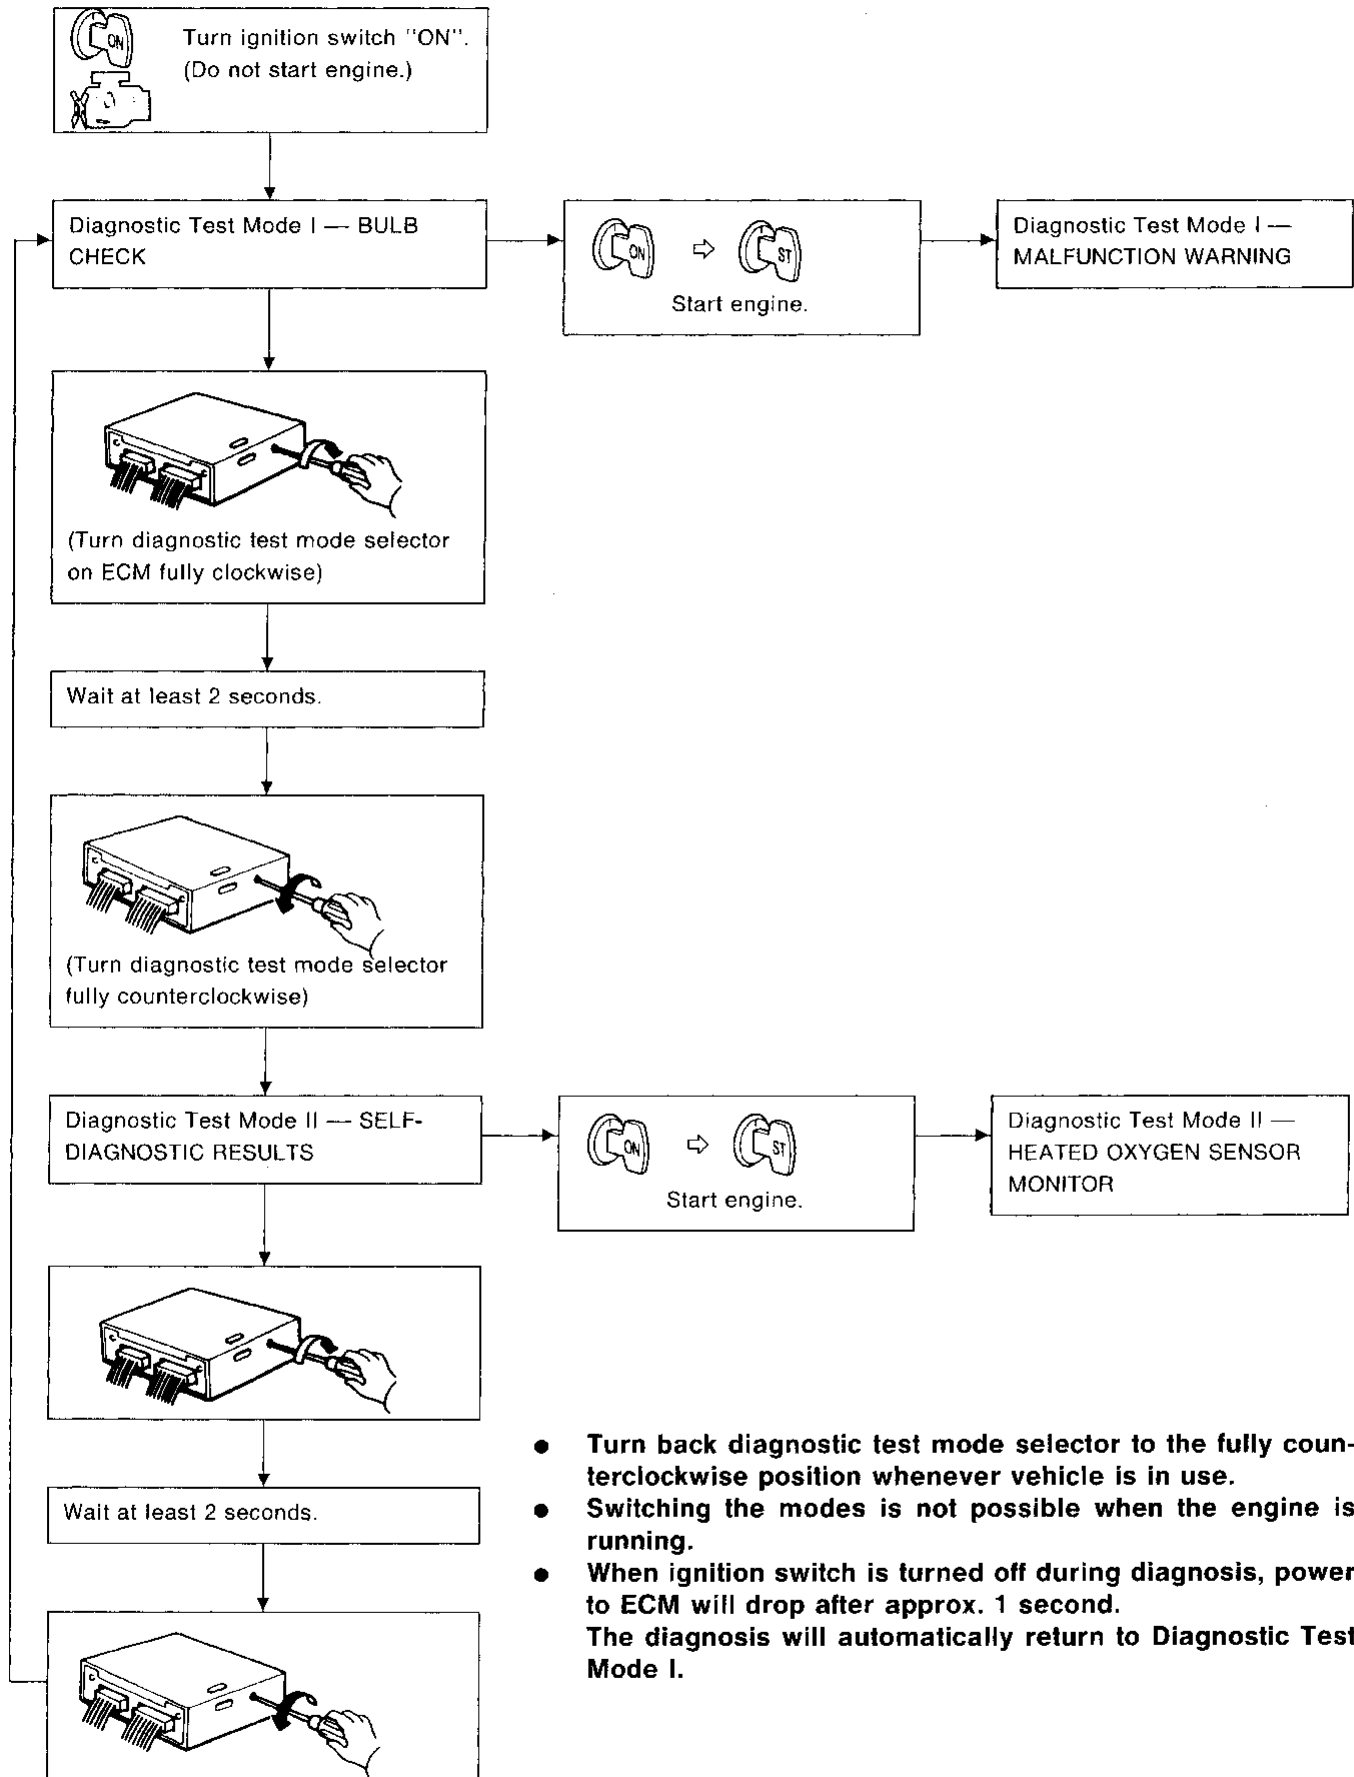 ON
Turn ignition switch "ON".
(Do not start engine.)
Diagnostic Test Mode I — BULB
CHECK
ON
ST
Start engine.
Diagnostic Test Mode I —
MALFUNCTION WARNING
(Turn diagnostic test mode selector
on ECM fully clockwise)
Wait at least 2 seconds.
(Turn diagnostic test mode selector
fully counterclockwise)
Diagnostic Test Mode II — SELF-
DIAGNOSTIC RESULTS
ON
ST
Start engine.
Diagnostic Test Mode II —
HEATED OXYGEN SENSOR
MONITOR
Wait at least 2 seconds.
● Turn back diagnostic test mode selector to the fully coun-
terclockwise position whenever vehicle is in use.
● Switching the modes is not possible when the engine is
running.
● When ignition switch is turned off during diagnosis, power
to ECM will drop after approx. 1 second.
The diagnosis will automatically return to Diagnostic Test
Mode I.